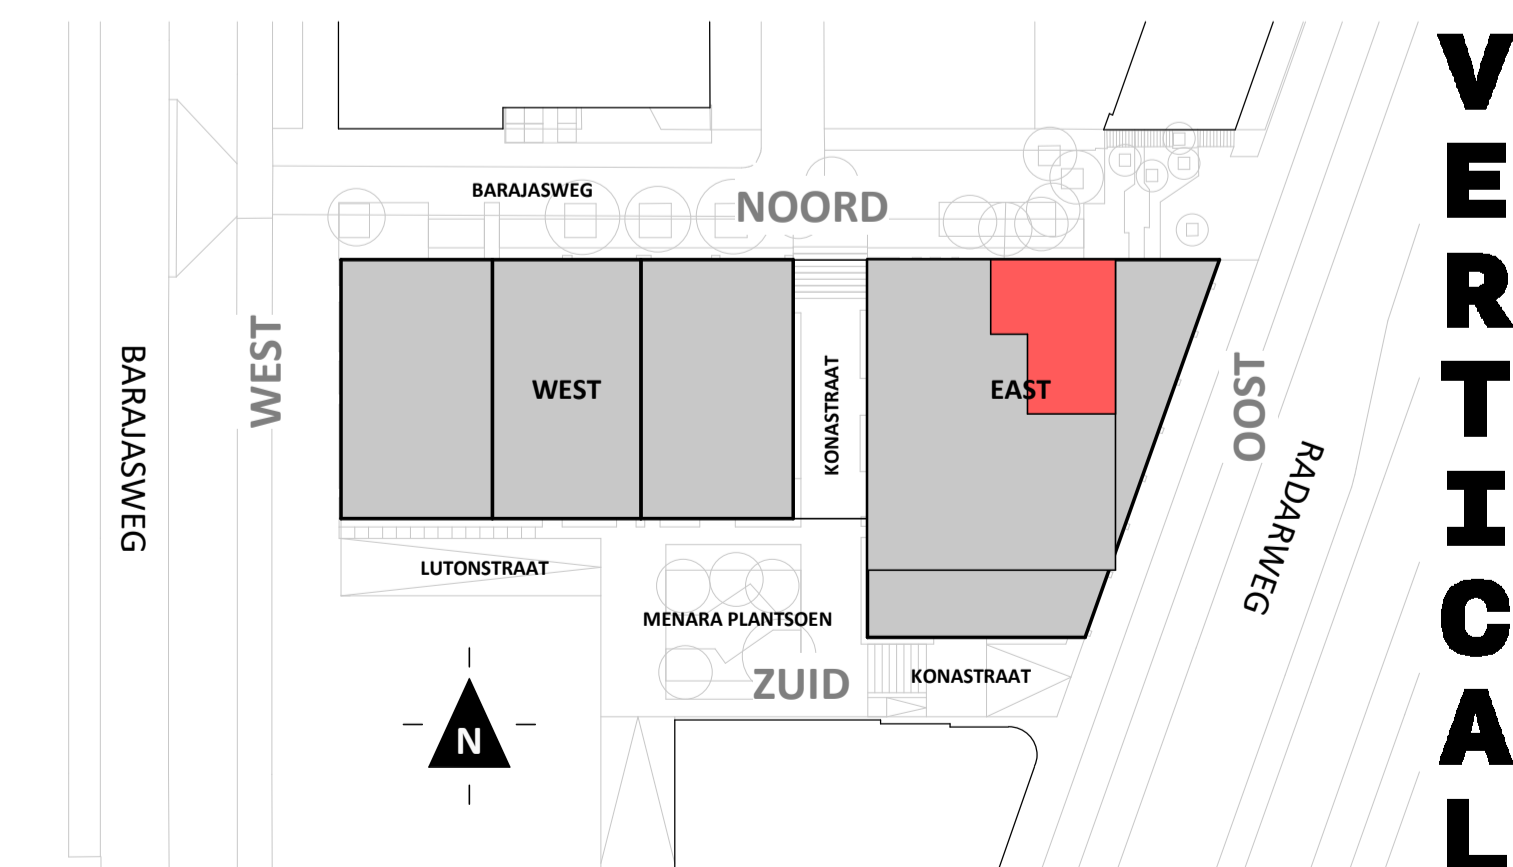 BARAJASWEG
NOORD
WEST
BARAJASWEG
WEST
KONASTRAAT
EAST
OOST
RADARWEG
LUTONSTRAAT
MENARA PLANTSOEN
ZUID
KONASTRAAT
N
VERTICAL